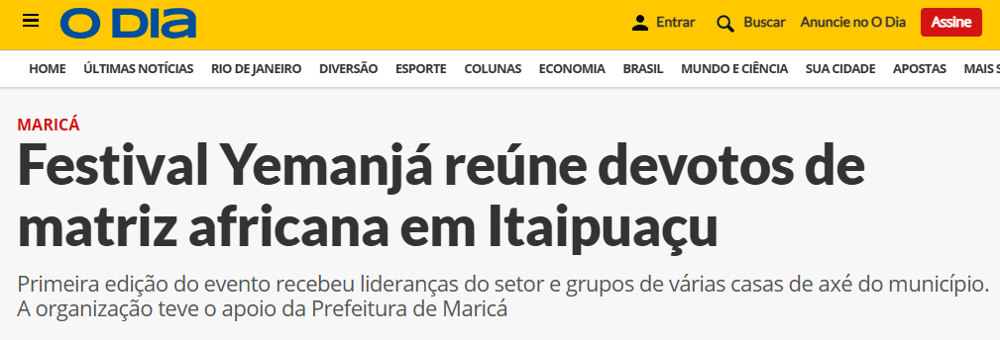 O DIA
Entrar
Buscar
Anuncie no O Dia
Assine
HOME ÚLTIMAS NOTÍCIAS RIO DE JANEIRO DIVERSÃO ESPORTE COLUNAS ECONOMIA BRASIL MUNDO E CIÊNCIA SUA CIDADE APOSTAS MAIS S
MARICÁ
Festival Yemanjá reúne devotos de
matriz africana em Itaipuaçu
Primeira edição do evento recebeu lideranças do setor e grupos de várias casas de axé do município.
A organização teve o apoio da Prefeitura de Maricá